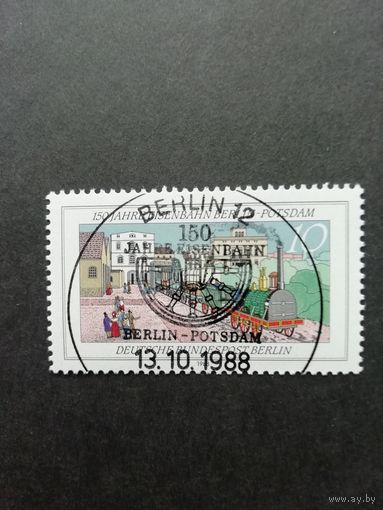 BERLIN 12
150 JAHRE EISENBAHN BERLIN-POTSDAM
150
JAHRE EISENBAHN
10
BERLIN-POTSDAM
DEUTSCHE BUNDESPOST BERLIN
13.10.1988
www.ay.by